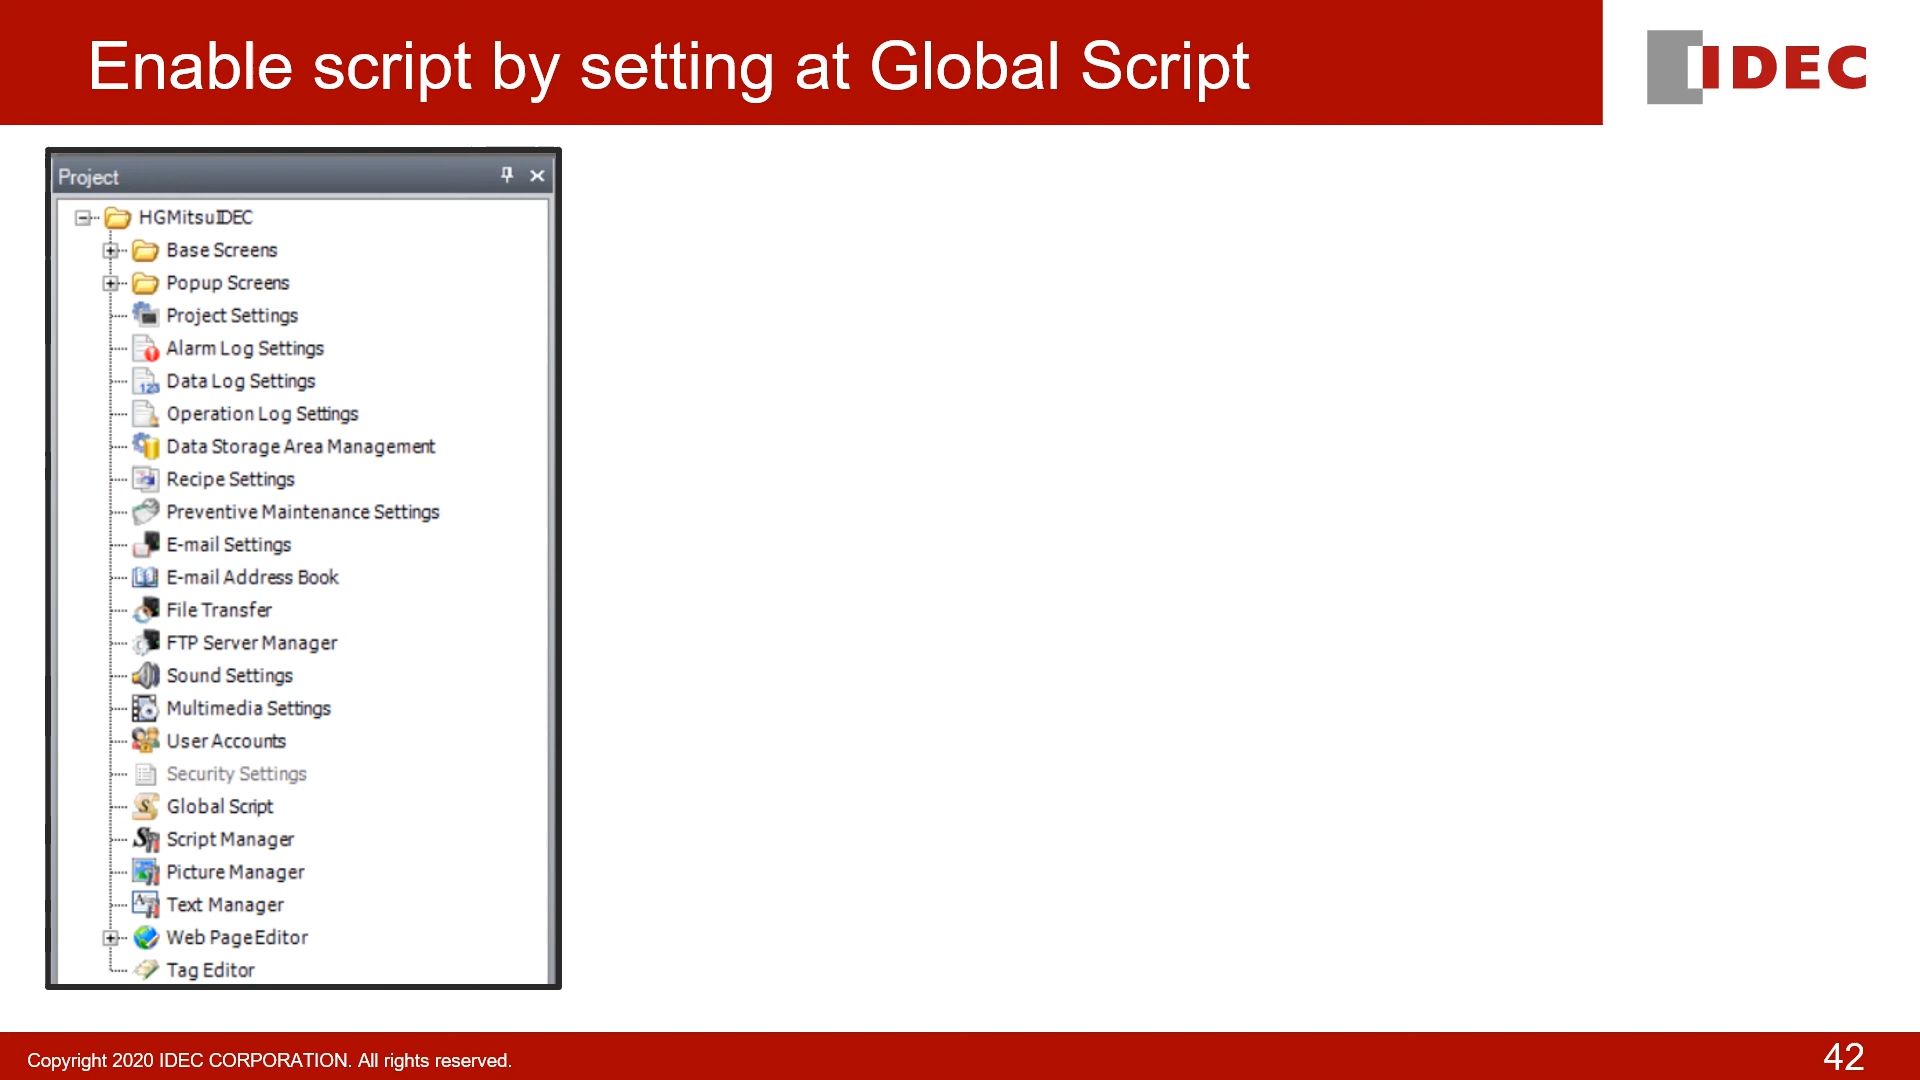 Enable script by setting at Global Script
IDEC
Project
HGMitsuIDEC
Base Screens
Popup Screens
Project Settings
Alarm Log Settings
Data Log Settings
Operation Log Settings
Data Storage Area Management
Recipe Settings
Preventive Maintenance Settings
E-mail Settings
E-mail Address Book
File Transfer
FTP Server Manager
Sound Settings
Multimedia Settings
User Accounts
Security Settings
Global Script
Script Manager
Picture Manager
Text Manager
Web Page Editor
Tag Editor
Copyright 2020 IDEC CORPORATION. All rights reserved.
42